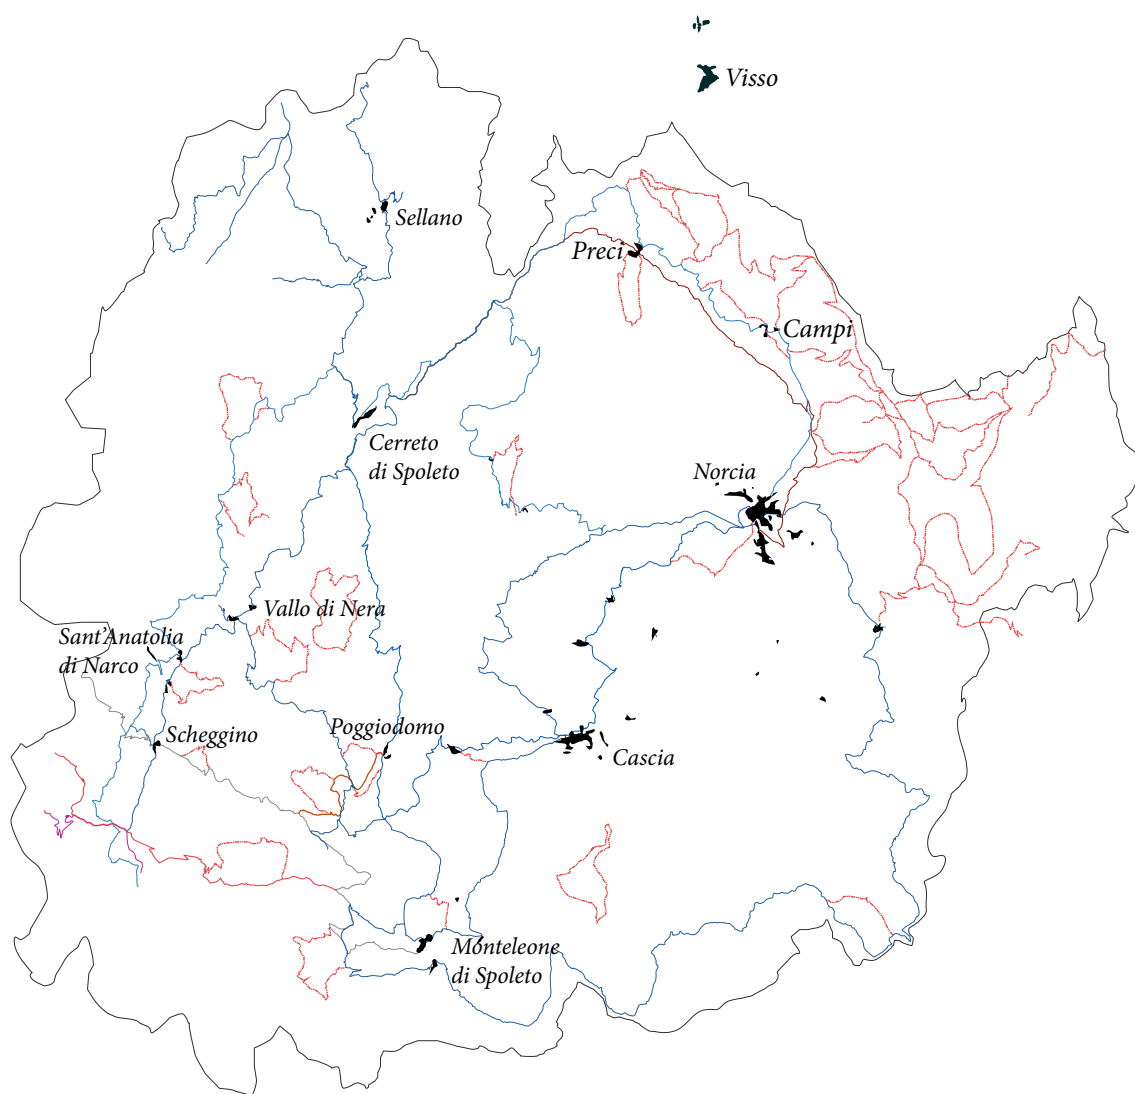 Visso
Sellano
Preci
Campi
Cerreto
di Spoleto
Norcia
Vallo di Nera
Sant'Anatolia
di Narco
Scheggino
Poggiodomo
Cascia
Monteleone
di Spoleto